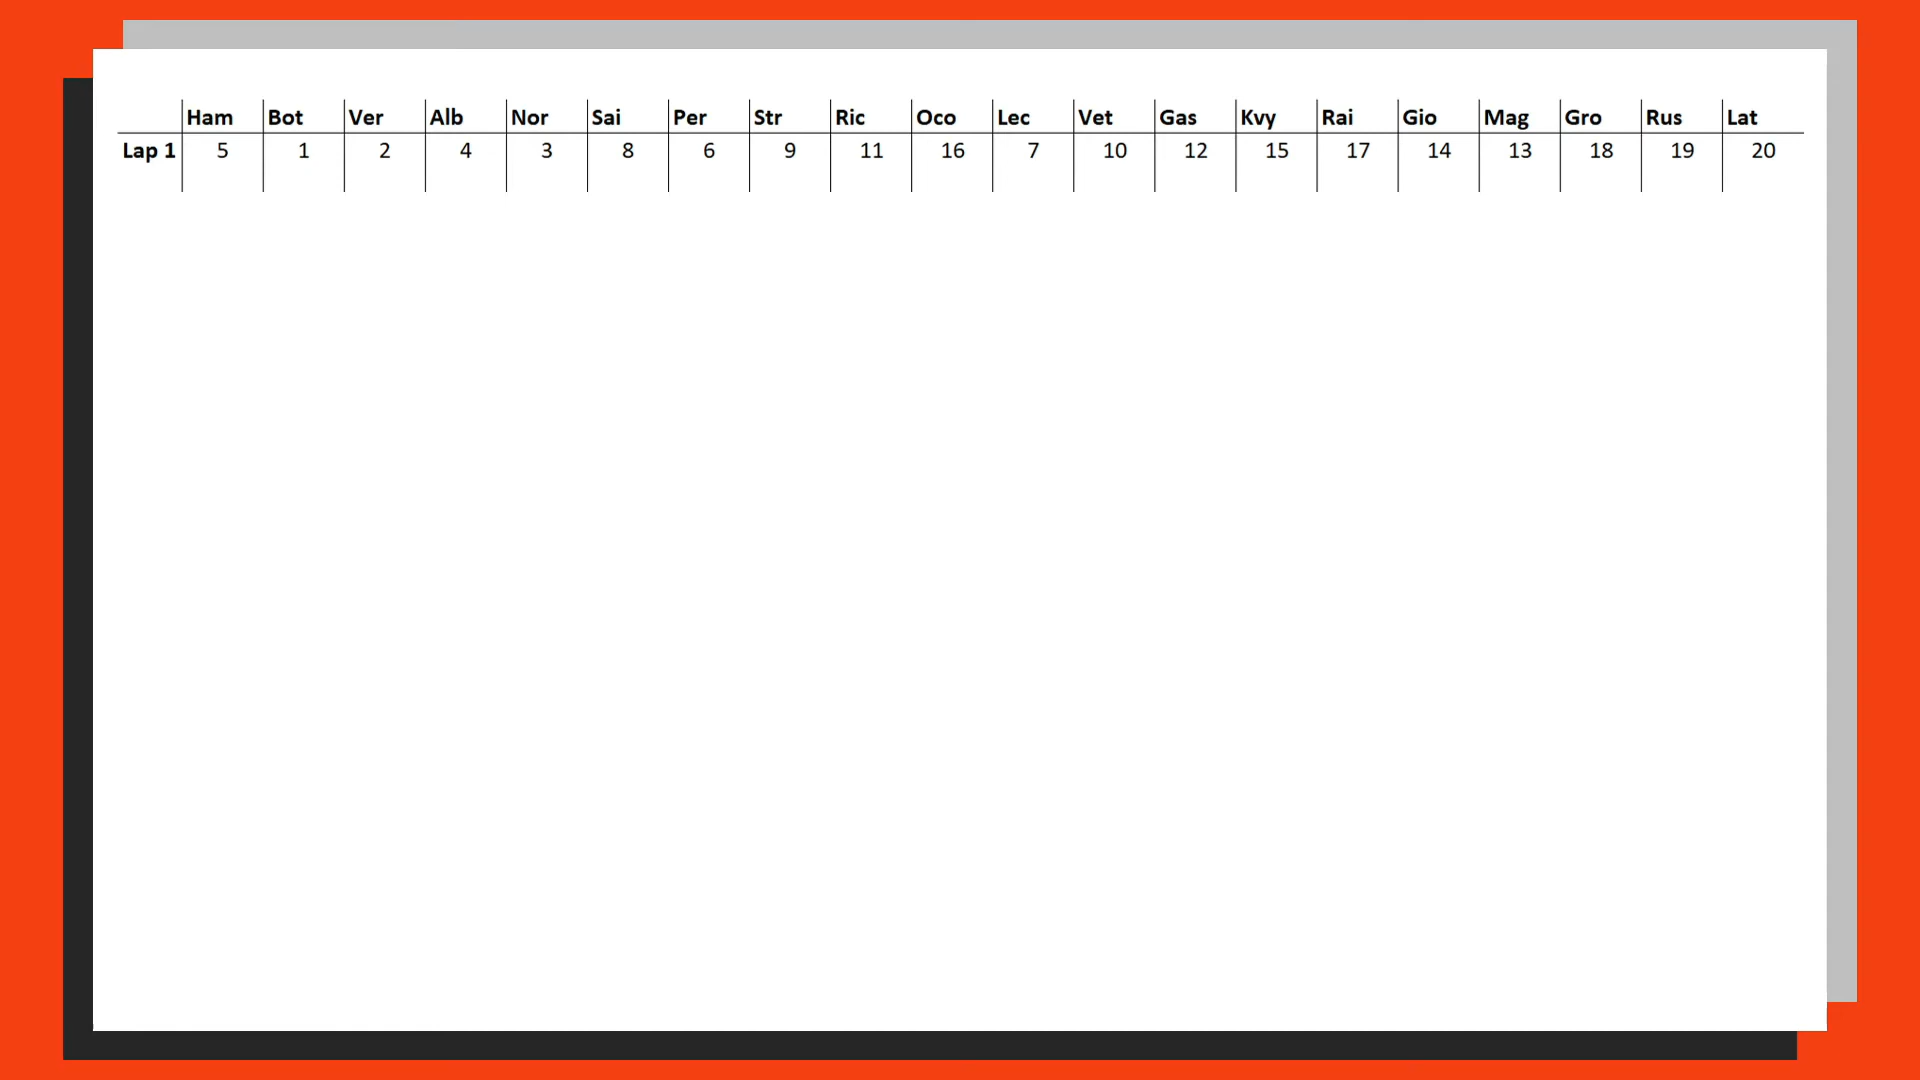 Ham Bot Ver Alb Nor Sai Per Str Ric Oco Lec Vet Gas Kvy Rai Gio Mag Gro Rus Lat
Lap 1 5 1 2 4 3 8 6 9 11 16 7 10 12 15 17 14 13 18 19 20